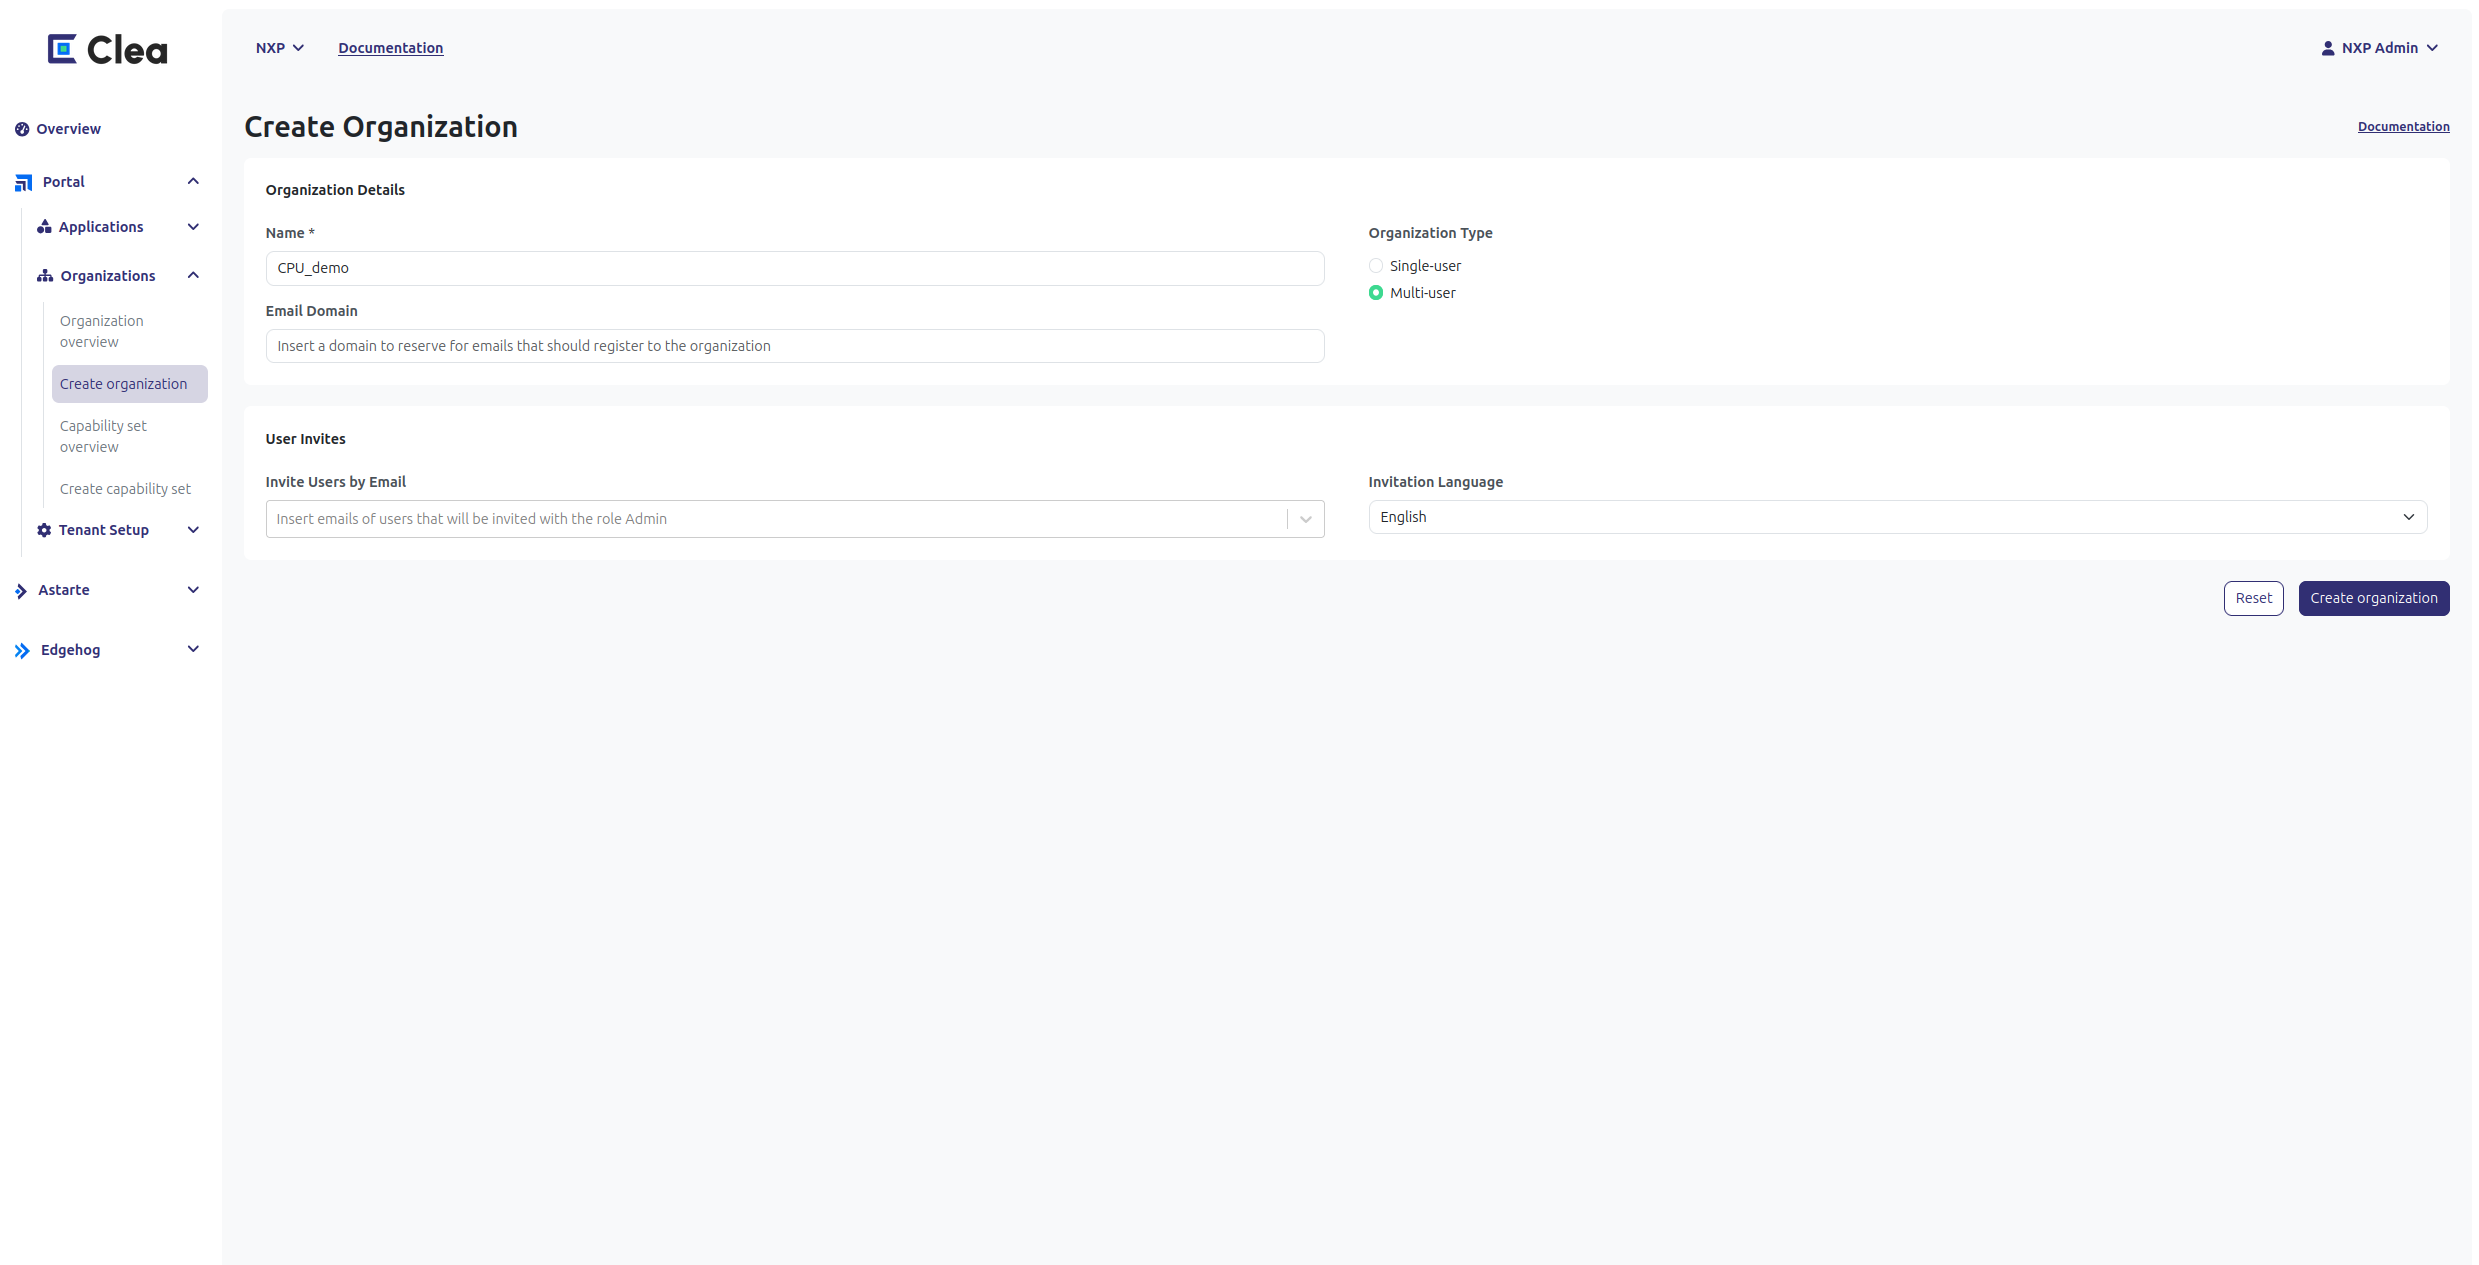 Clea
NXP
Documentation
NXP Admin
Overview
Portal
Applications
Organizations
Organization
overview
Create organization
Capability set
overview
Create capability set
Tenant Setup
Astarte
Edgehog
Create Organization
Documentation
Organization Details
Name *
CPU_demo
Email Domain
Insert a domain to reserve for emails that should register to the organization
Organization Type
Single-user
Multi-user
User Invites
Invite Users by Email
Insert emails of users that will be invited with the role Admin
Invitation Language
English
Reset
Create organization